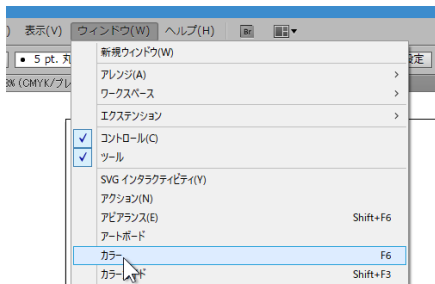 ) 表示(V) ウィンドウ(W) ヘルプ(H) Br
• 5 pt. 丸 定
新規ウィンドウ(W)
3% (CMYK/プレ
アレンジ(A) >
ワークスペース >
エクステンション >
✓ コントロール(C)
✓ ツール
SVG インタラクティビティ(Y)
アクション(N)
アピアランス(E) Shift+F6
アートボード
カラー F6
カラー ド Shift+F3